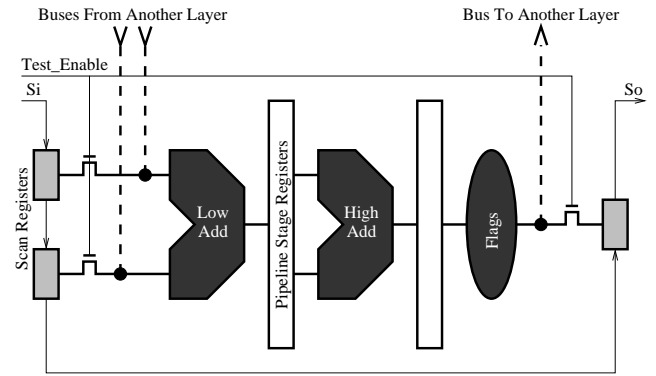 Buses From Another Layer
Bus To Another Layer
Test_Enable
Si
So
Scan Registers
Low
Add
Pipeline Stage Registers
High
Add
Flags